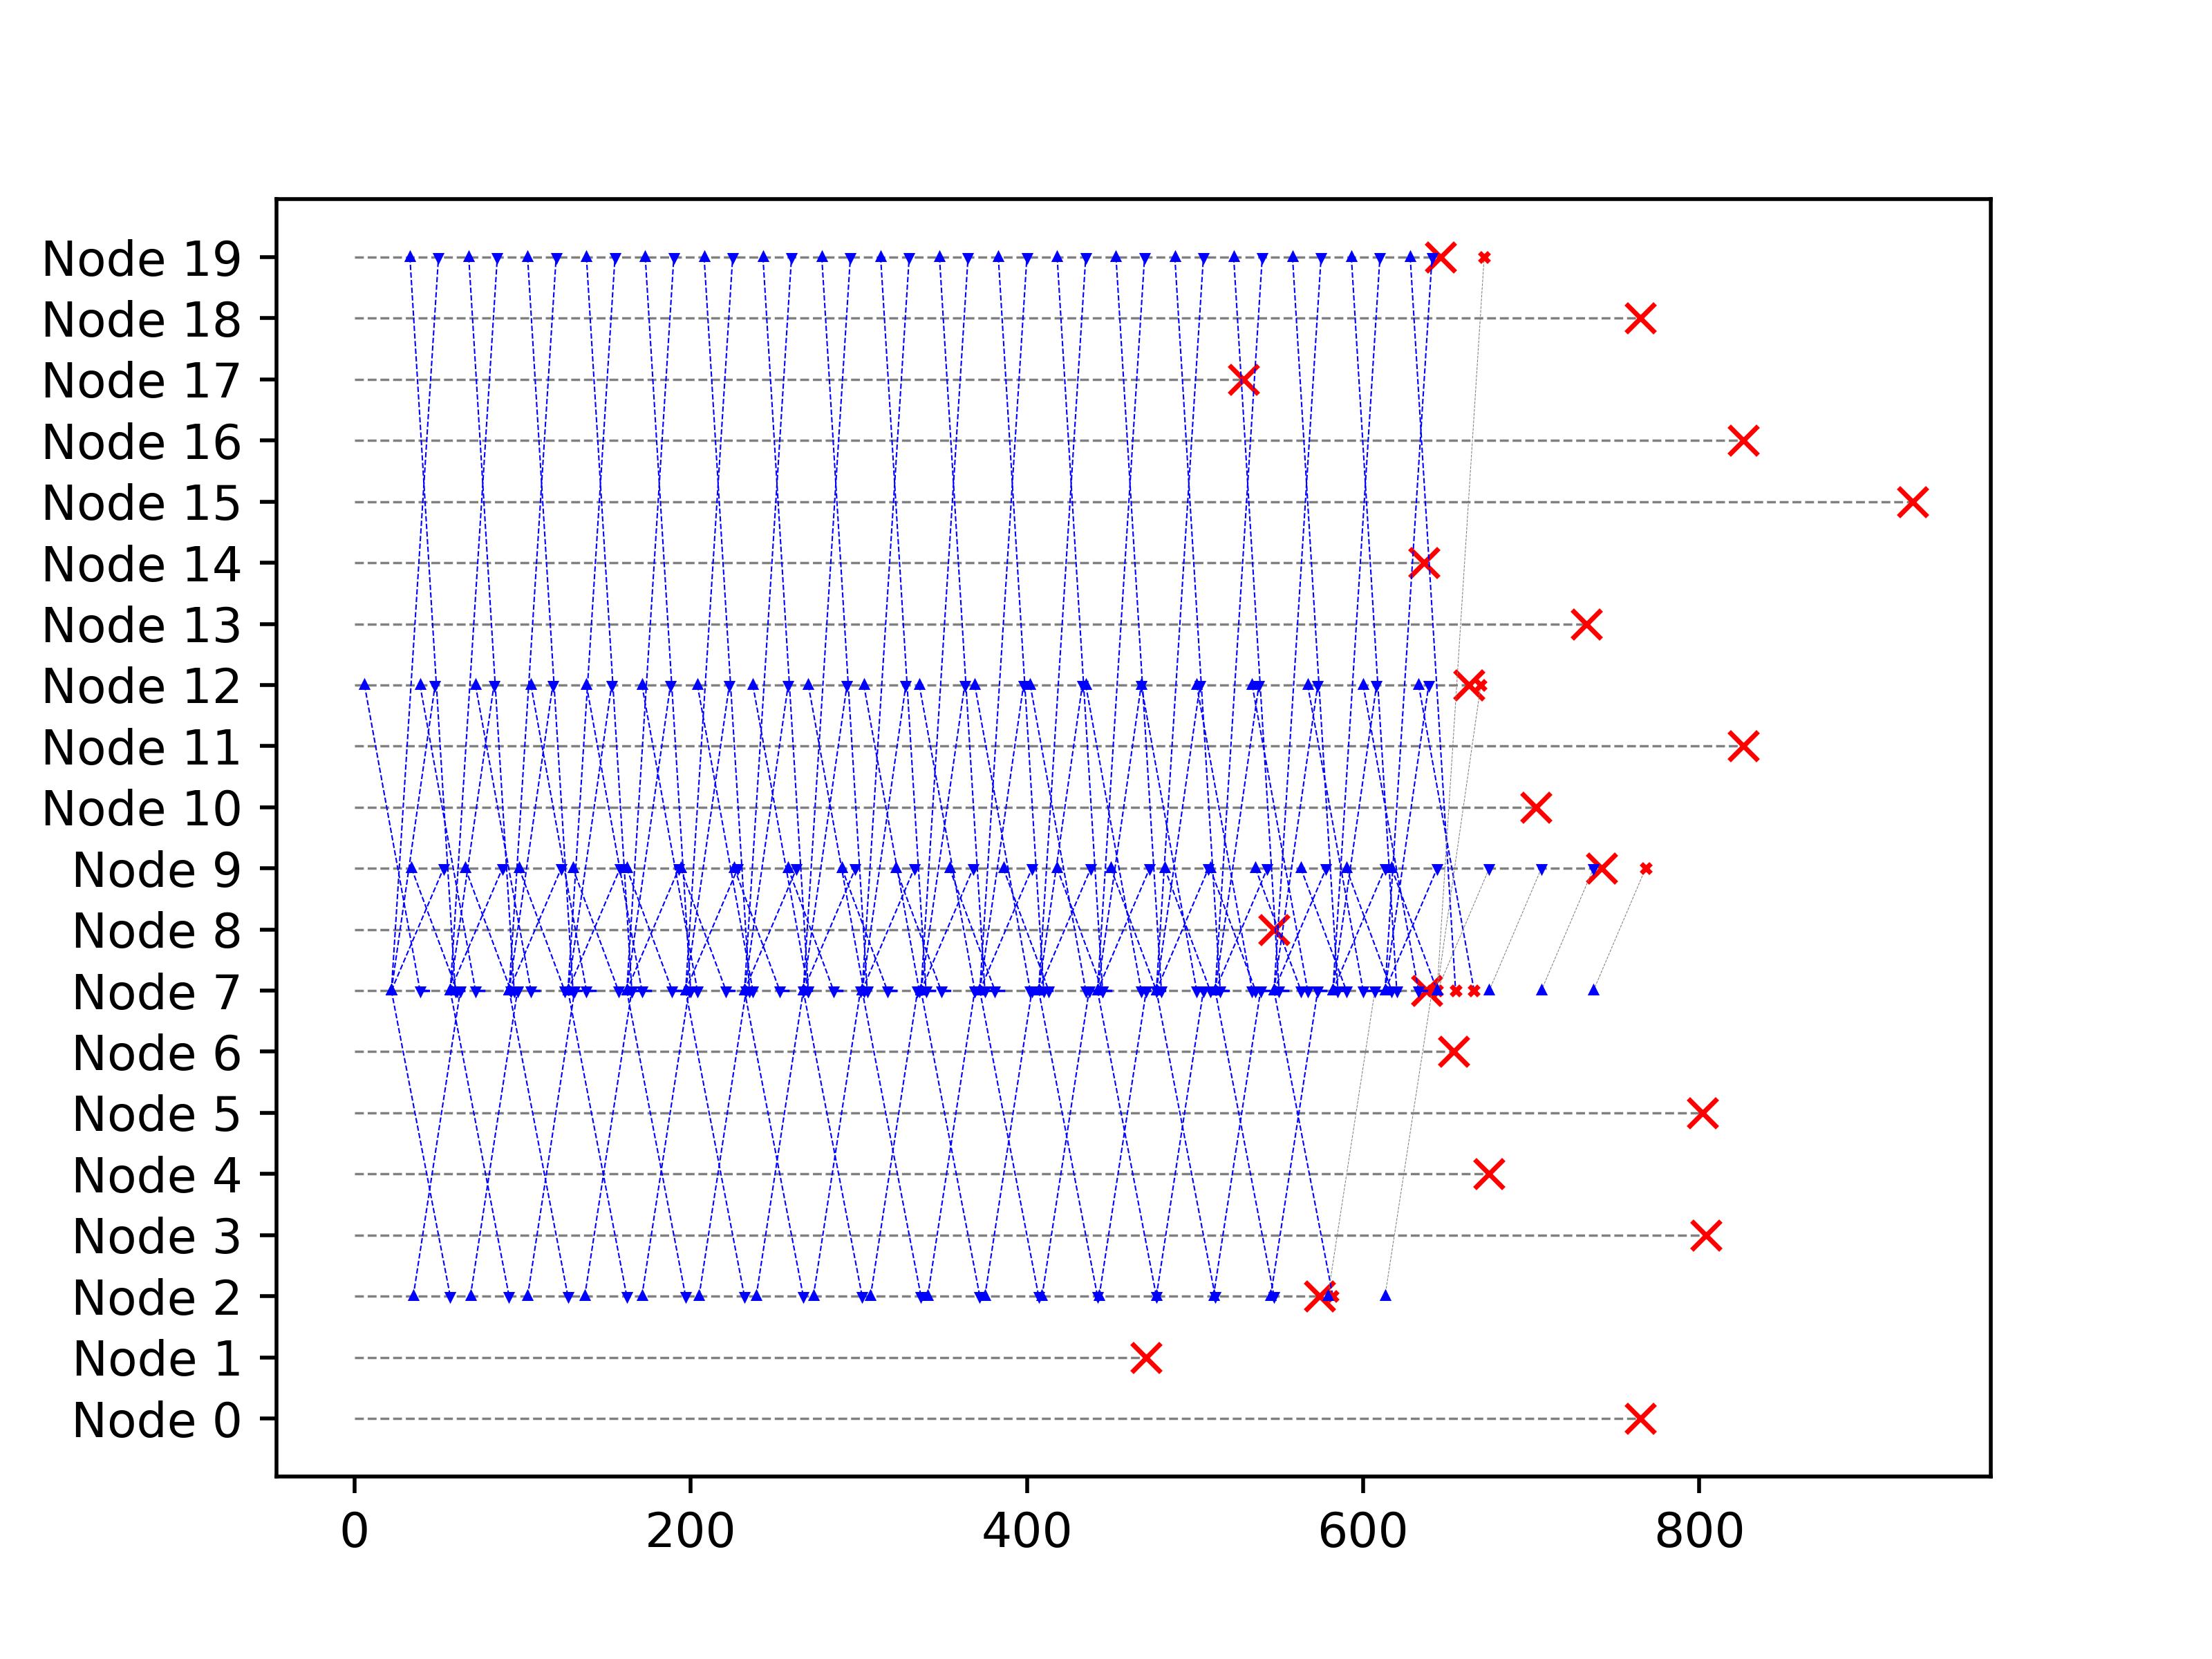 Node 19
Node 18
Node 17
Node 16
Node 15
Node 14
Node 13
Node 12
Node 11
Node 10
Node 9
Node 8
Node 7
Node 6
Node 5
Node 4
Node 3
Node 2
Node 1
Node 0
0 200 400 600 800